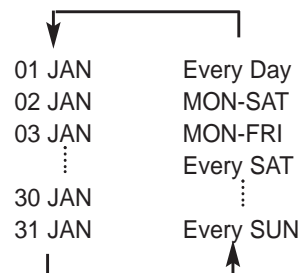 01 JAN Every Day
02 JAN MON-SAT
03 JAN MON-FRI
Every SAT
30 JAN
31 JAN Every SUN